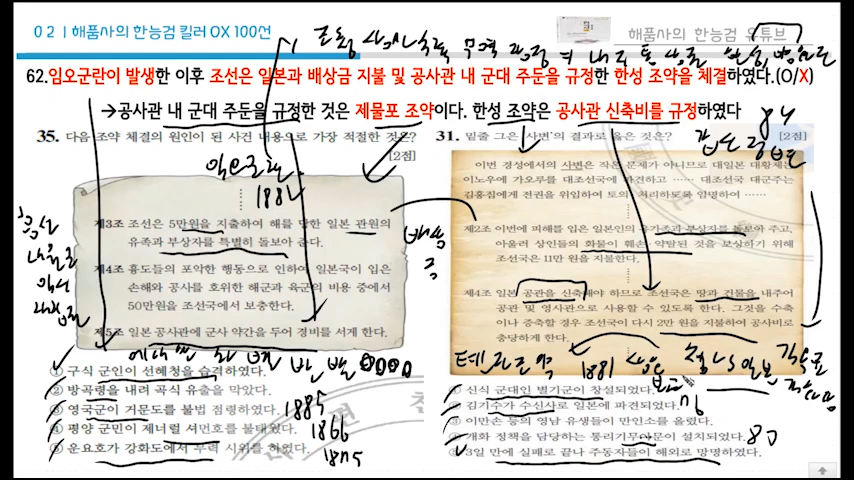 02 | 해품사의 한능검 킬러 OX 100선
해품사의 한능검 유튜브
62.임오군란이 발생한 이후 조선은 일본과 배상금 지불 및 공사관 내 군대 주둔을 규정한 한성 조약을 체결하였다.(O/X)
→공사관 내 군대 주둔을 규정한 것은 제물포 조약이다. 한성 조약은 공사관 신축비를 규정하였다
84
35. 다음 조약 체결의 원인이 된 사건 내용으로 가장 적절한 것은?
[2점]
임오군란
1882
제3조 조선은 5만원을 지출하여 해를 당한 일본 관원의
유족과 부상자를 특별히 돌보아 준다.
제4조 흉도들의 포악한 행동으로 인하여 일본국이 입은
손해와 공사를 호위한 해군과 육군의 비용 중에서
50만원을 조선국에서 보충한다.
제5조 일본 공사관에 군사 약간을 두어 경비를 서게 한다.
배상
금
① 구식 군인이 선혜청을 습격하였다.
② 방곡령을 내려 곡식 유출을 막았다.
③ 영국군이 거문도를 불법 점령하였다.
④ 평양 군민이 제너럴 셔먼호를 불태웠다.
⑤ 운요호가 강화도에서 무력 시위를 하였다.
1885
1866
1875
31. 밑줄 그은 '사변'의 결과로 옳은 것은?
[2점]
갑신정변
이번 경성에서의 사변은 작은 문제가 아니므로 대일본 대황제는
이노우에 가오루를 대조선국에 파견하고 …… 대조선국 대군주는
김홍집에게 전권을 위임하여 토의·처리하도록 임명하여 ……
제2조 이번에 피해를 입은 일본인의 유가족과 부상자를 돌보아 주고,
아울러 상인들의 화물이 훼손·약탈된 것을 보상하기 위해
조선국은 11만 원을 지불한다.
제4조 일본 공관을 신축해야 하므로 조선국은 땅과 건물을 내주어
공관 및 영사관으로 사용할 수 있도록 한다. 그것을 수축
이나 증축할 경우 조선국이 다시 2만 원을 지불하여 공사비로
충당하게 한다.
텐진조약
1881
① 신식 군대인 별기군이 창설되었다.
② 김기수가 수신사로 일본에 파견되었다.
76
③ 이만손 등의 영남 유생들이 만인소를 올렸다.
④ 개화 정책을 담당하는 통리기무아문이 설치되었다.
80
⑤ 3일 만에 실패로 끝나 주동자들이 해외로 망명하였다.